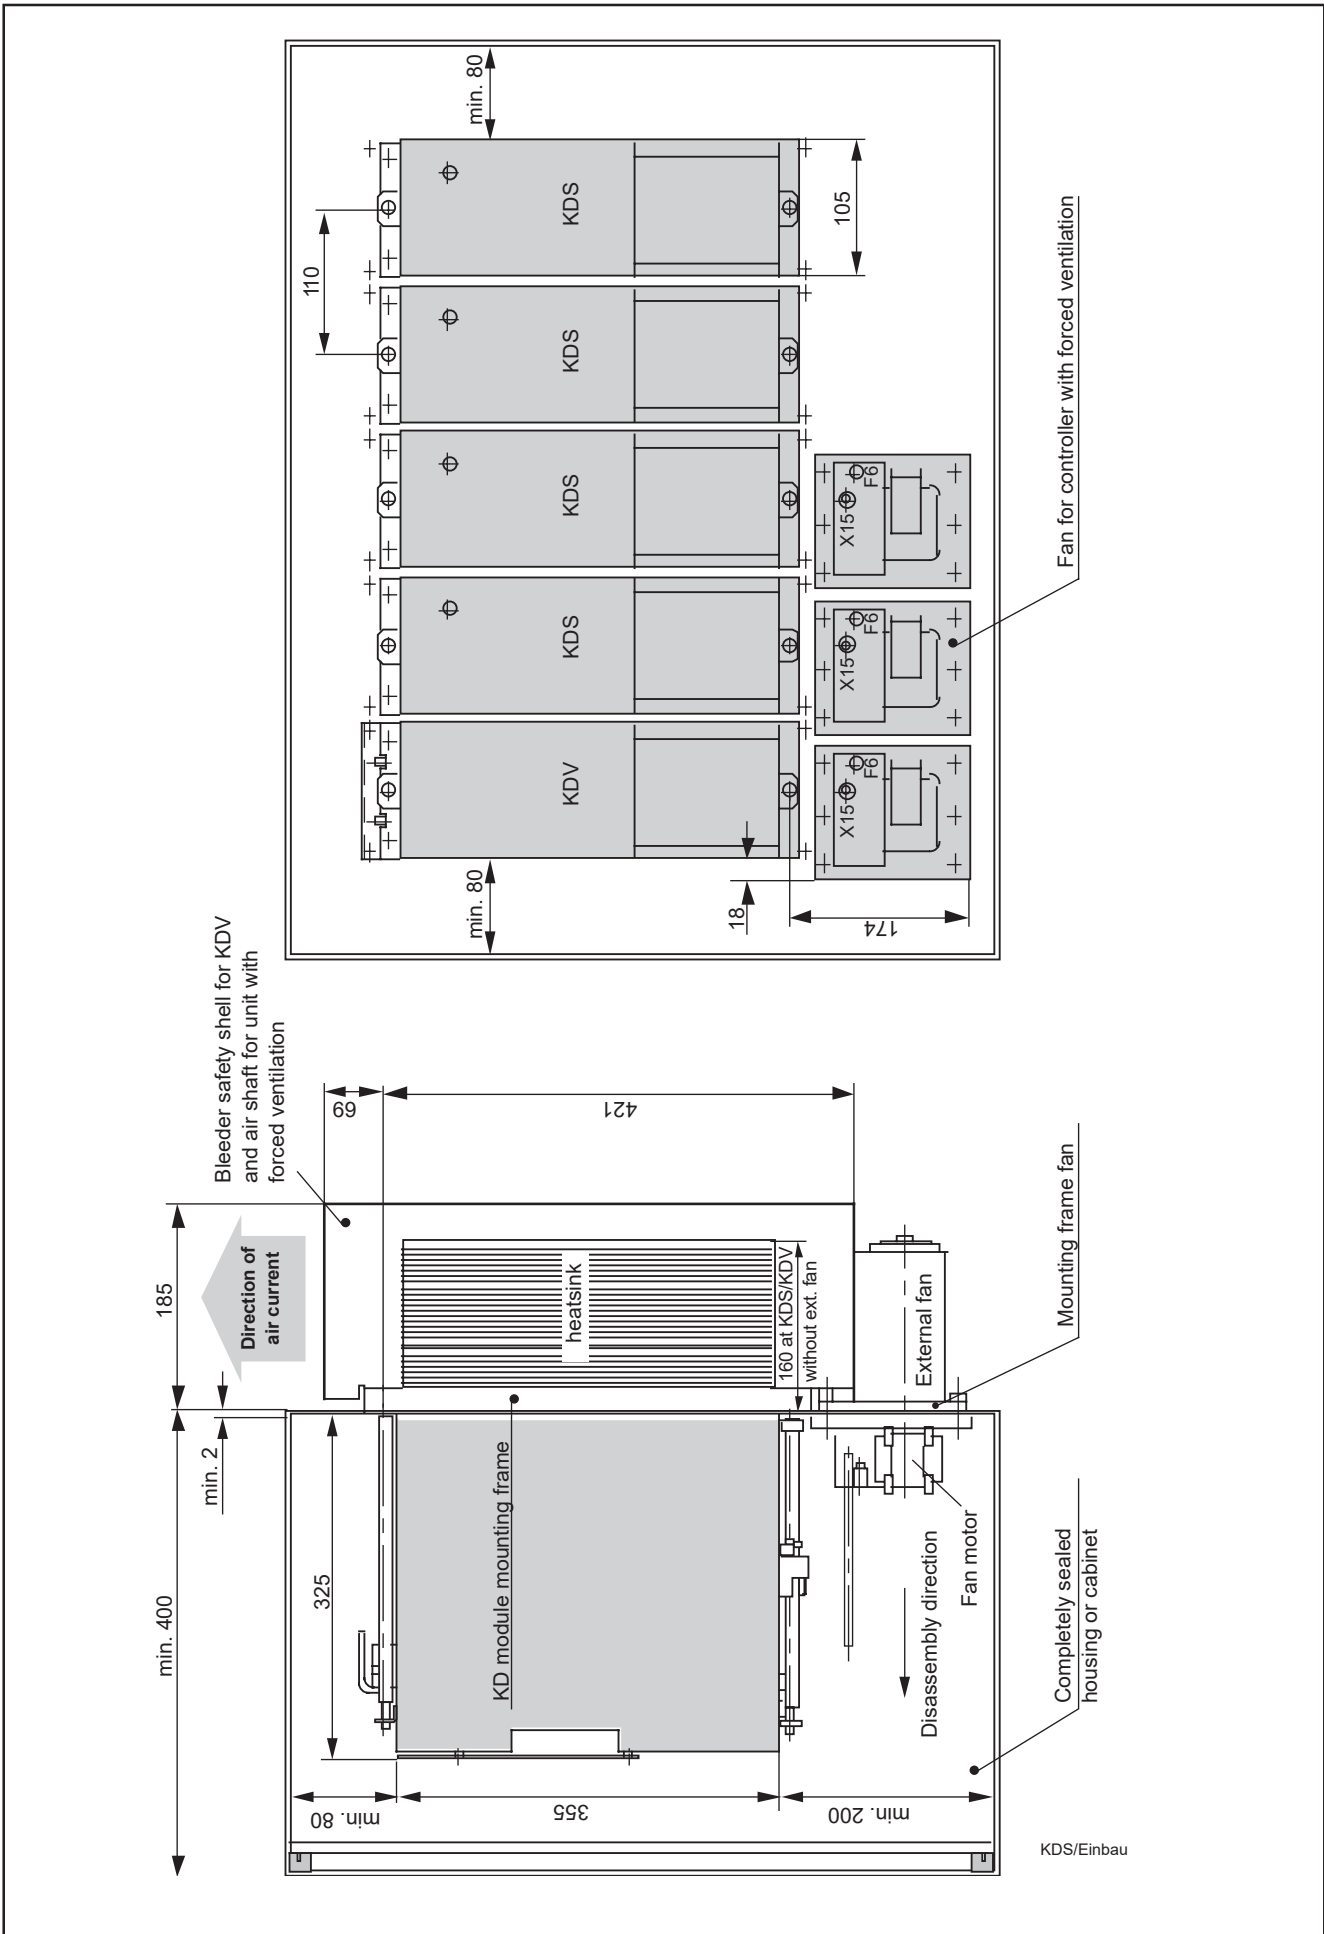 min. 80
110
KDS
105
KDS
KDS
KDS
KDV
min. 80
18
174
X15
F6
X15
F6
X15
F6
Fan for controller with forced ventilation
Bleeder safety shell for KDV
and air shaft for unit with
forced ventilation
69
421
185
Direction of
air current
heatsink
160 at KDS/KDV
without ext. fan
External fan
Mounting frame fan
min. 2
min. 400
325
KD module mounting frame
Disassembly direction
Fan motor
Completely sealed
housing or cabinet
min. 80
355
min. 200
KDS/Einbau